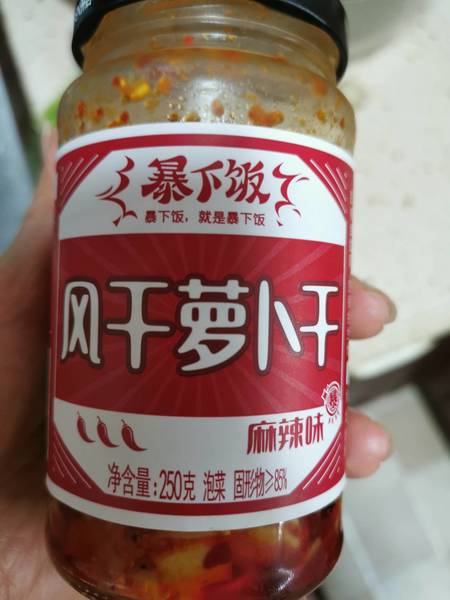 暴下饭
暴下饭，就是暴下饭
风干萝卜干
麻辣味
净含量：250克 泡菜 固形物≥85%